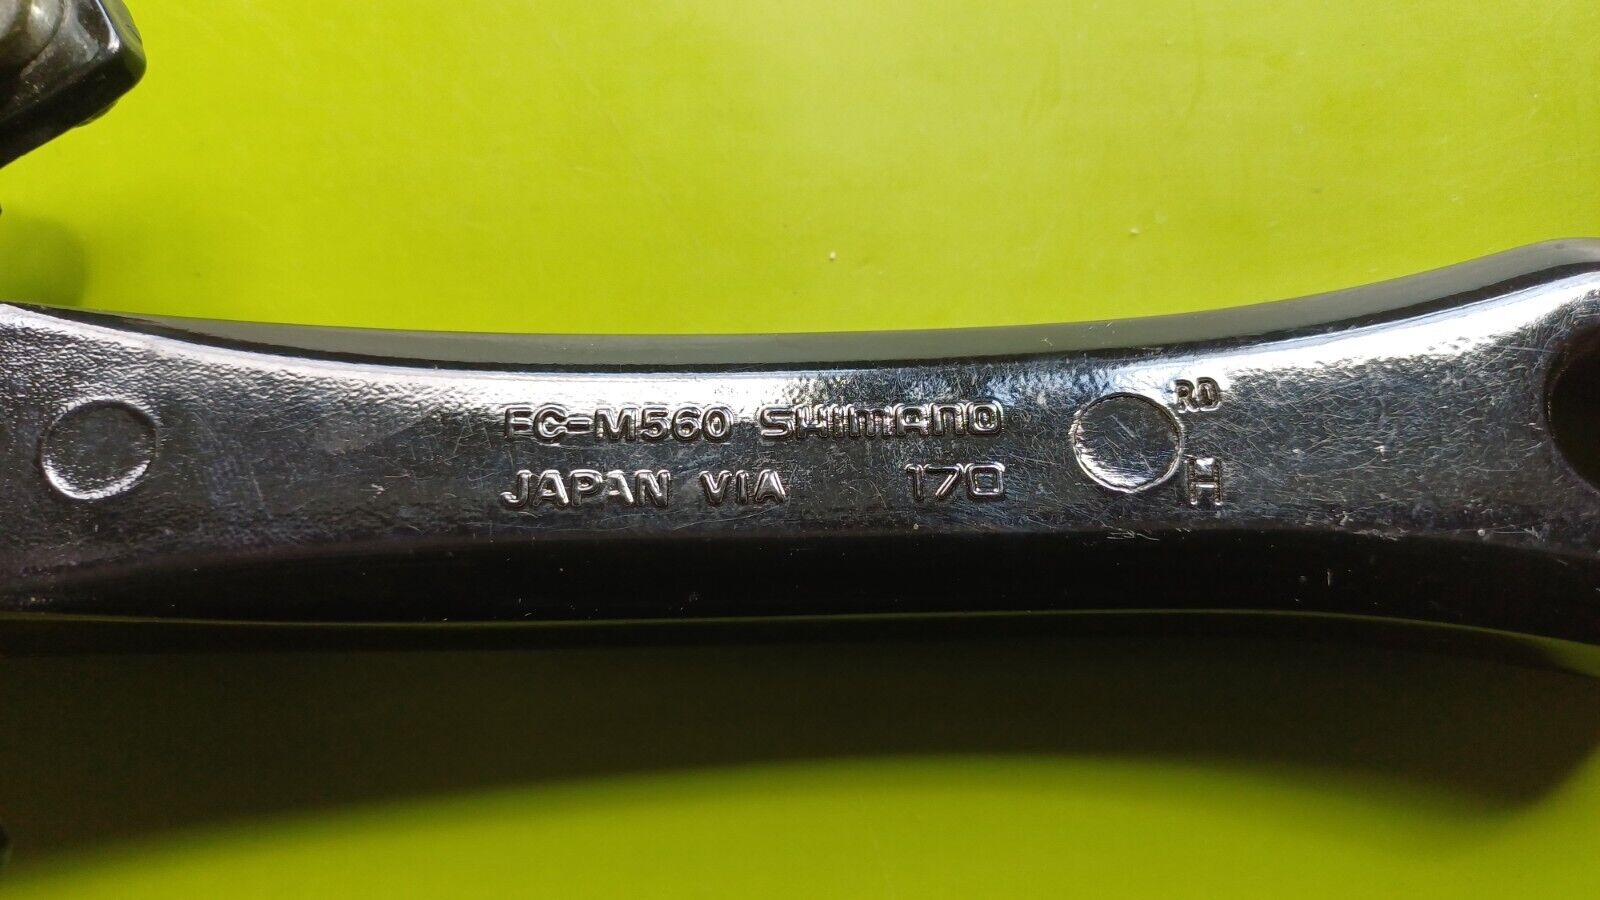 FC-M560 SHIMANO
JAPAN VIA 170
RD
H